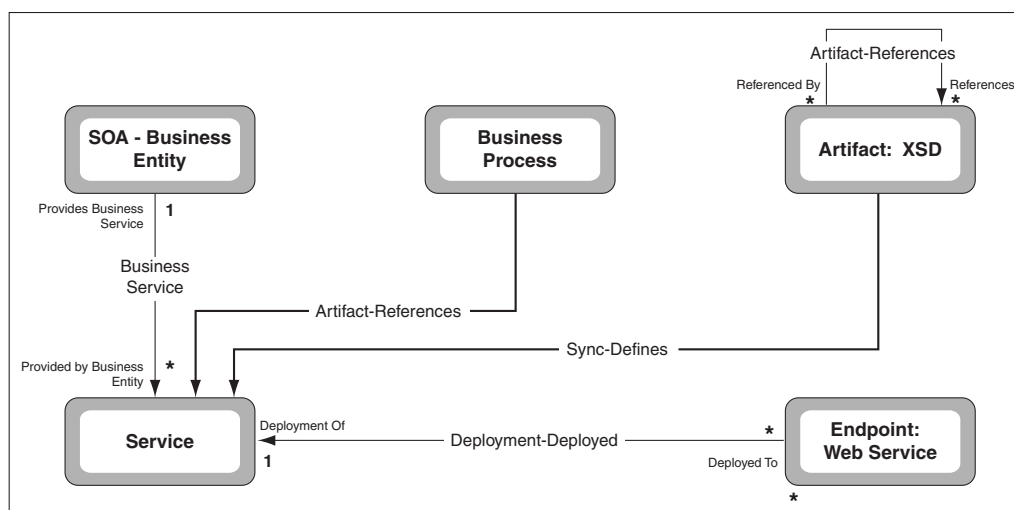 Artifact-References
Referenced By
*
References
*
SOA - Business
Entity
Business
Process
Artifact: XSD
Provides Business
Service
1
Business
Service
Artifact-References
Sync-Defines
Provided by Business
Entity
*
Service
Deployment Of
1
Deployment-Deployed
*
Deployed To
*
Endpoint:
Web Service